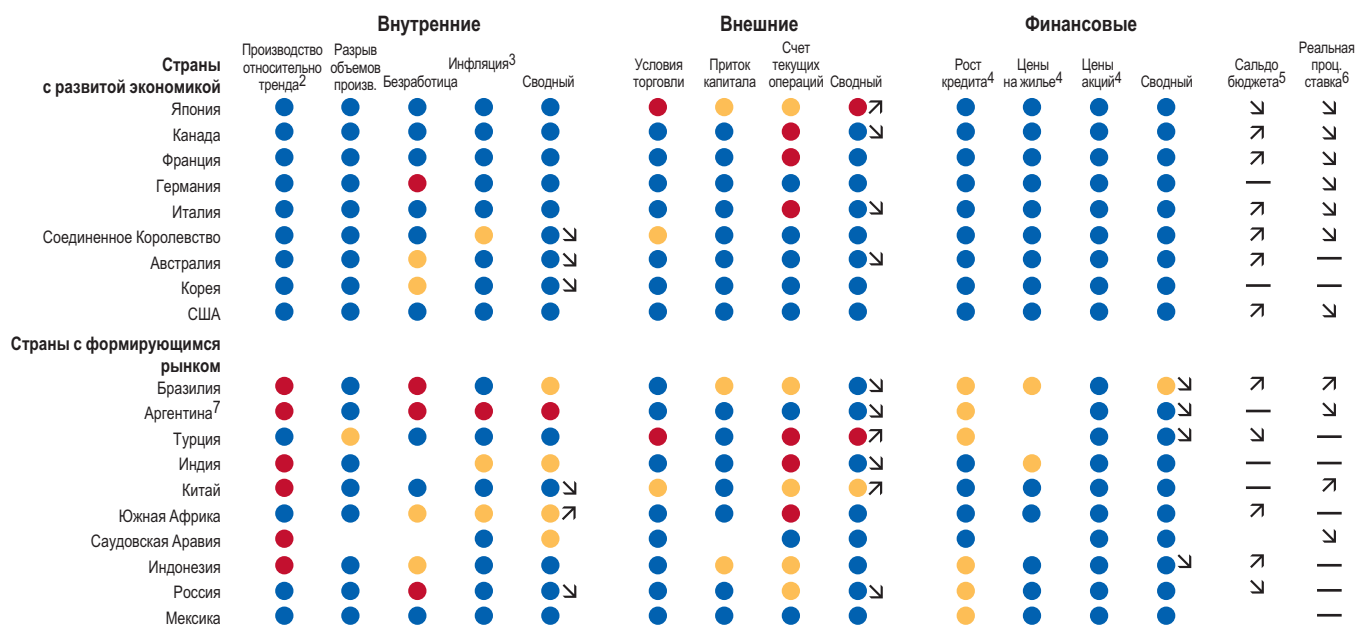 Внутренние Внешние Финансовые
Страны
с развитой экономикой
Производство
относительно
тренда2
Разрыв
объемов
произв.
Безработица
Инфляция3
Сводный
Условия
торговли
Приток
капитала
Счет
текущих
операций
Сводный
Рост
кредита4
Цены
на жилье4
Цены
акций4
Сводный
Сальдо
бюджета5
Реальная
проц.
ставка6
Япония
Канада
Франция
Германия
Италия
Соединенное Королевство
Австралия
Корея
США
Страны с формирующимся
рынком
Бразилия
Аргентина7
Турция
Индия
Китай
Южная Африка
Саудовская Аравия
Индонезия
Россия
Мексика